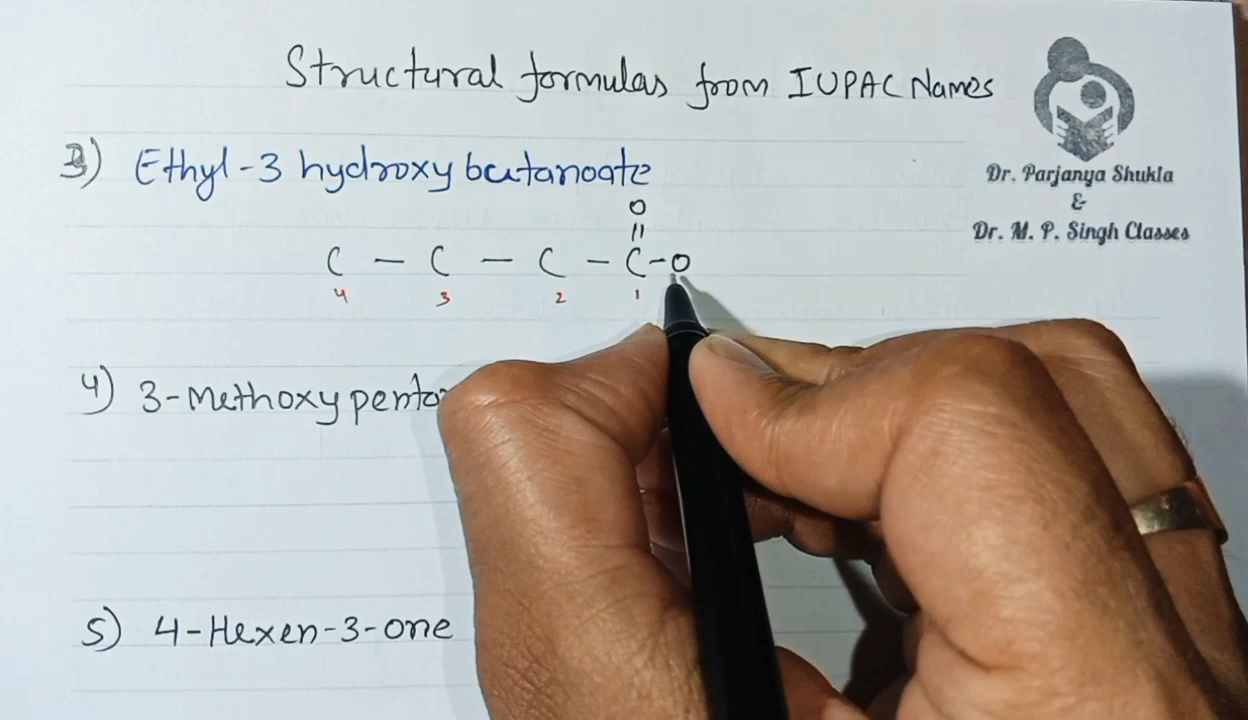 Structural formulas from IUPAC Names
Dr. Parjanya Shukla
&
Dr. M. P. Singh Classes
3) Ethyl-3 hydroxy butanoate
O
||
C — C — C — C-O
4 3 2 1
4) 3-Methoxy
5) 4-Hexen-3-one